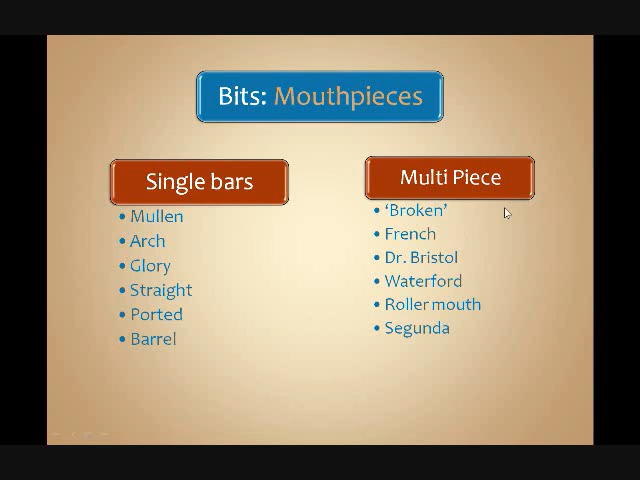 Bits: Mouthpieces
Single bars
• Mullen
• Arch
• Glory
• Straight
• Ported
• Barrel
Multi Piece
• ‘Broken’
• French
• Dr. Bristol
• Waterford
• Roller mouth
• Segunda